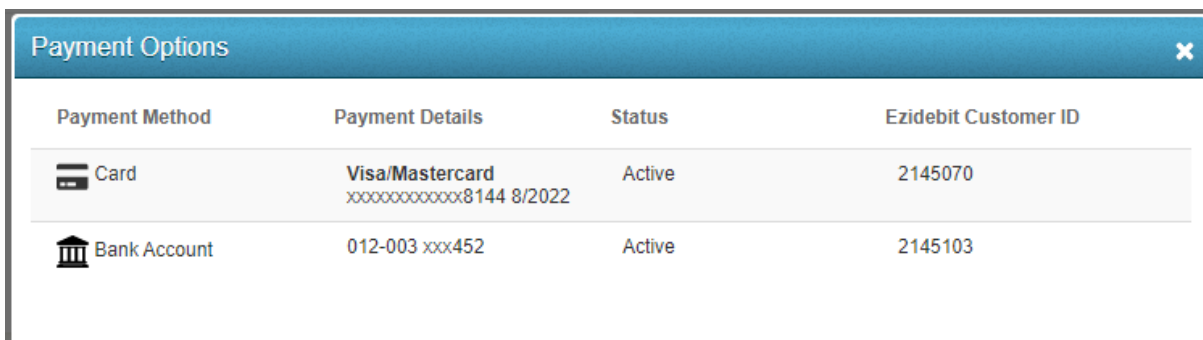 Payment Options
Payment Method Payment Details Status Ezidebit Customer ID
Card Visa/Mastercard Active 2145070
xxxxxxxxxxxx8144 8/2022
Bank Account 012-003 xxx452 Active 2145103